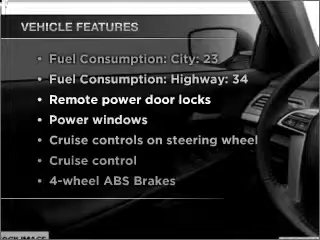 VEHICLE FEATURES
• Fuel Consumption: City: 23
• Fuel Consumption: Highway: 34
• Remote power door locks
• Power windows
• Cruise controls on steering wheel
• Cruise control
• 4-wheel ABS Brakes